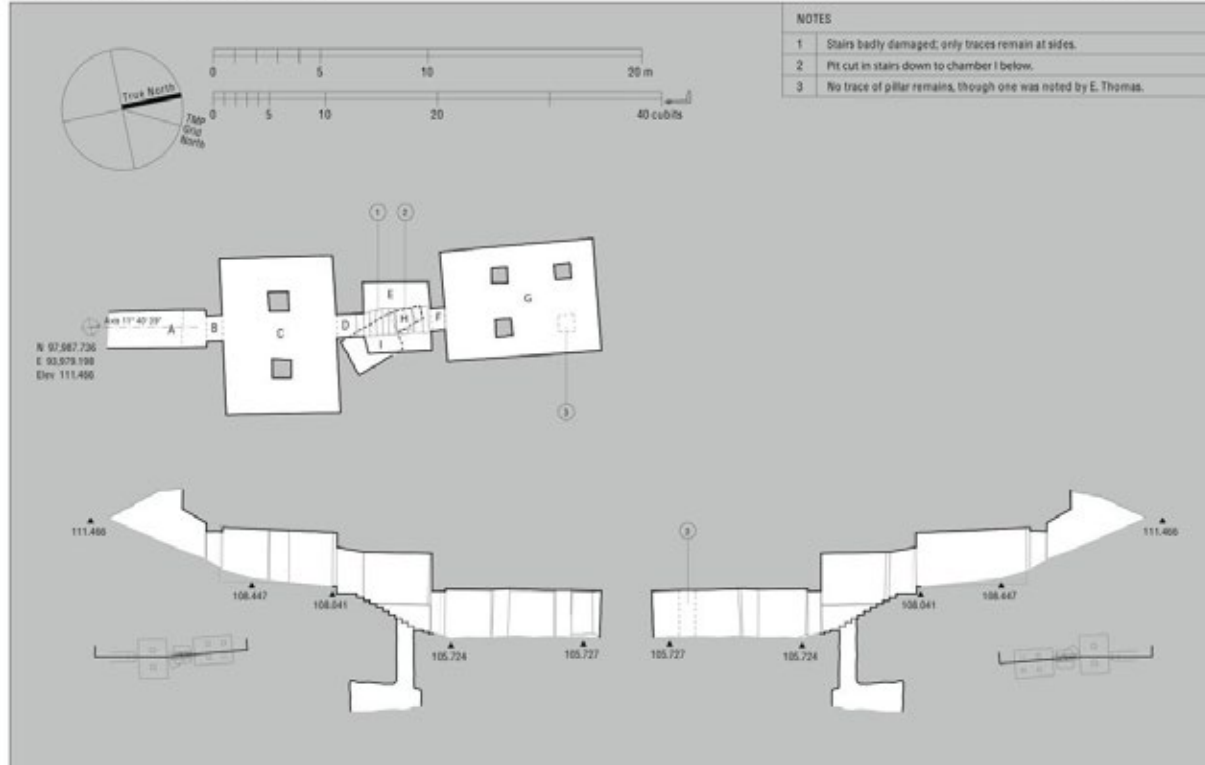 NOTES
1 Stairs badly damaged; only traces remain at sides.
2 Pit cut in stairs down to chamber I below.
3 No trace of pillar remains, though one was noted by E. Thomas.
0 5 10 20 m
0 5 10 20 40 cubits
True North
TMP
Grid
North
1 2
E
G
H
Axis 11° 40' 39"
A B C D F
I
N 97,987.736
E 93,979.198
Elev 111.466
3
111.466
3
111.466
108.447
108.041
108.041
108.447
105.724
105.727
105.727
105.724